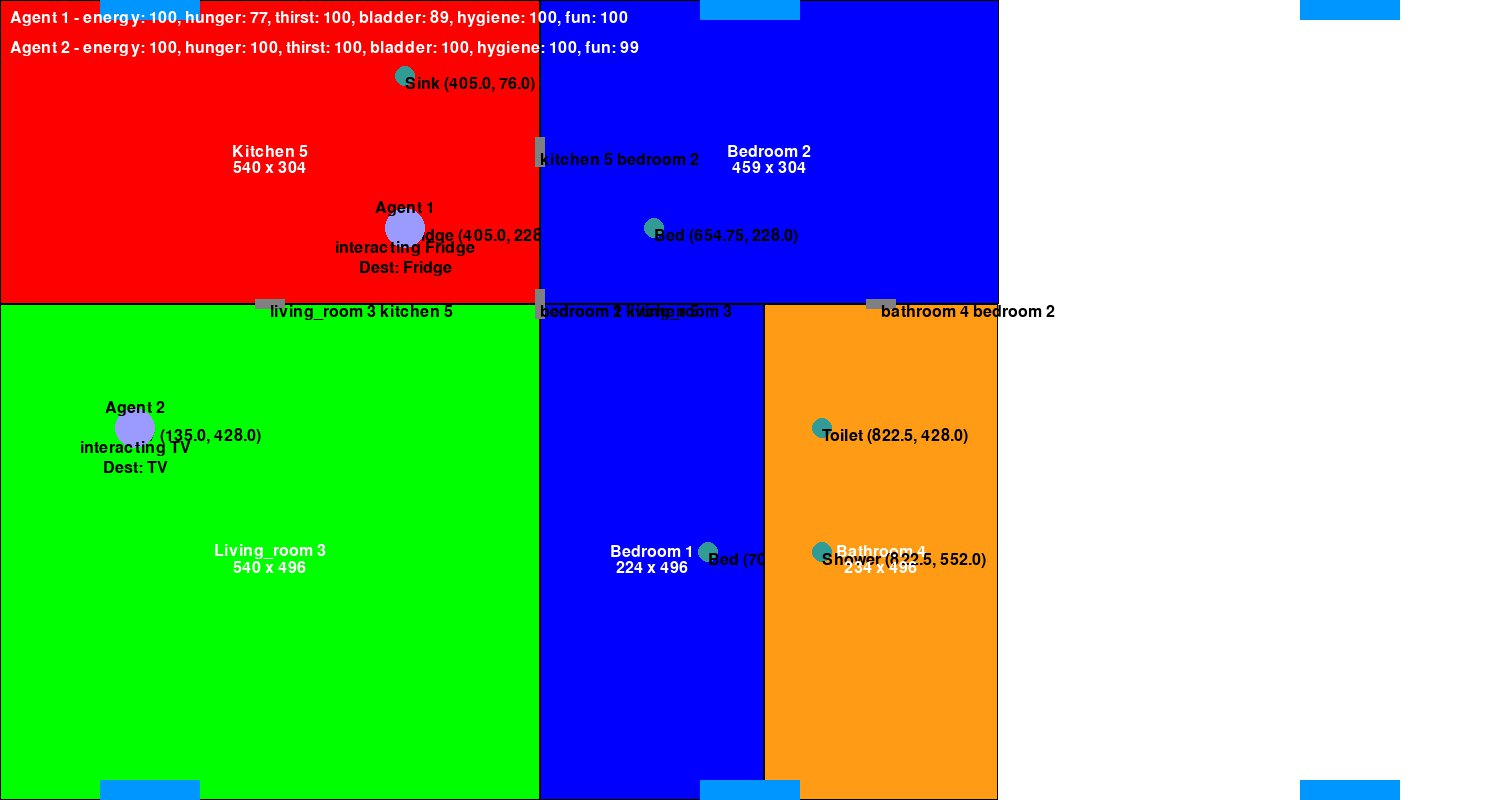 Agent 1 - energy: 100, hunger: 77, thirst: 100, bladder: 89, hygiene: 100, fun: 100
Agent 2 - energy: 100, hunger: 100, thirst: 100, bladder: 100, hygiene: 100, fun: 99
Sink (405.0, 76.0)
Kitchen 5
540 x 304
kitchen 5 bedroom 2
Bedroom 2
459 x 304
Agent 1
(405.0, 228
interacting Fridge
Dest: Fridge
Bed (654.75, 228.0)
living_room 3 kitchen 5
bedroom
room 3
bathroom 4 bedroom 2
Agent 2
(135.0, 428.0)
interacting TV
Dest: TV
Toilet (822.5, 428.0)
Living_room 3
540 x 496
Bedroom 1
224 x 496
Bed (70
Bathroom 4
234 x 496
Shower (822.5, 552.0)